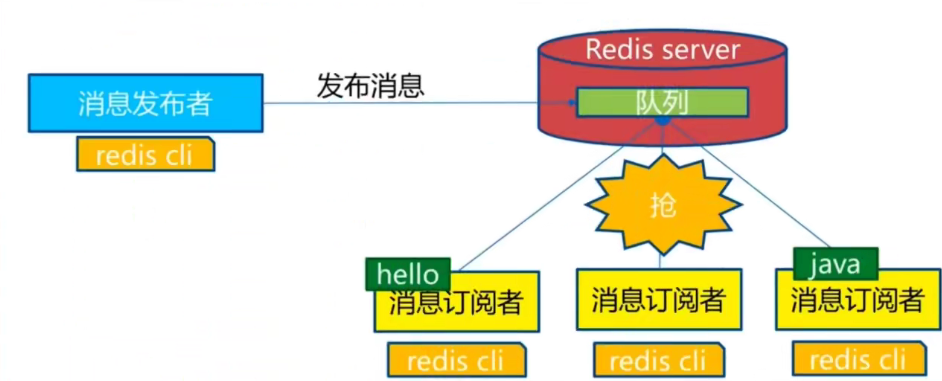 Redis server
发布消息
消息发布者
队列
redis cli
抢
hello
java
消息订阅者
消息订阅者
消息订阅者
redis cli
redis cli
redis cli